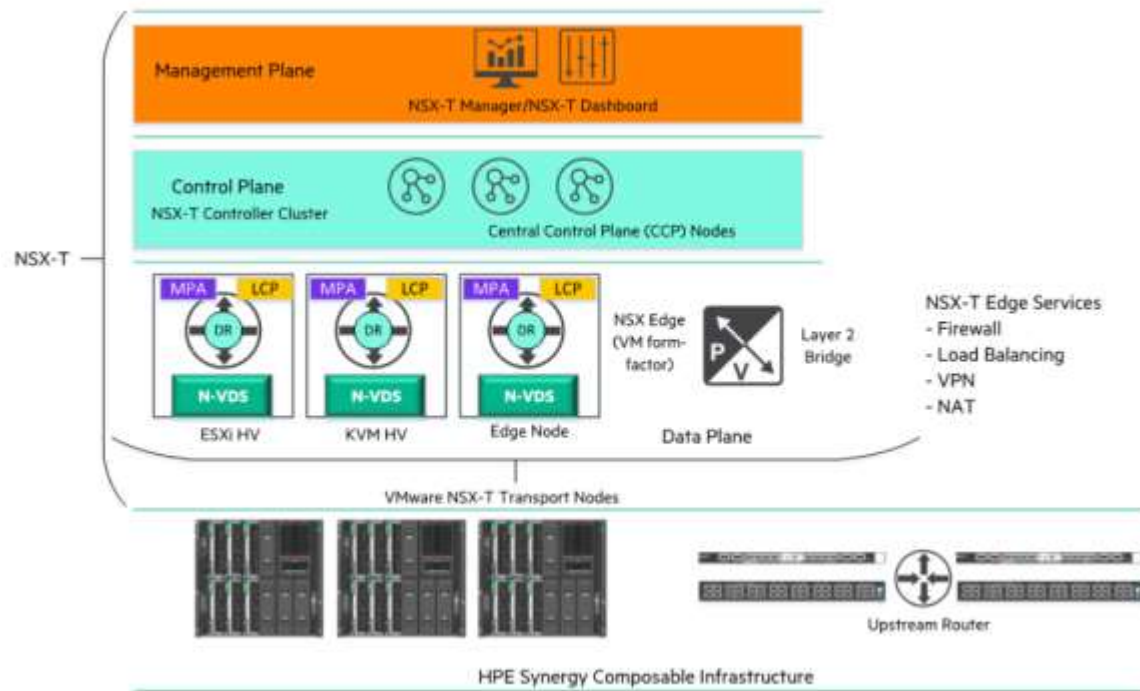 Management Plane
NSX-T Manager/NSX-T Dashboard
Control Plane
NSX-T Controller Cluster
Central Control Plane (CCP) Nodes
NSX-T
MPA LCP
DR
N-VDS
ESXi HV
MPA LCP
DR
N-VDS
KVM HV
MPA LCP
DR
N-VDS
Edge Node
NSX Edge
(VM form-
factor)
P
V
Layer 2
Bridge
Data Plane
NSX-T Edge Services
- Firewall
- Load Balancing
- VPN
- NAT
VMware NSX-T Transport Nodes
Upstream Router
HPE Synergy Composable Infrastructure